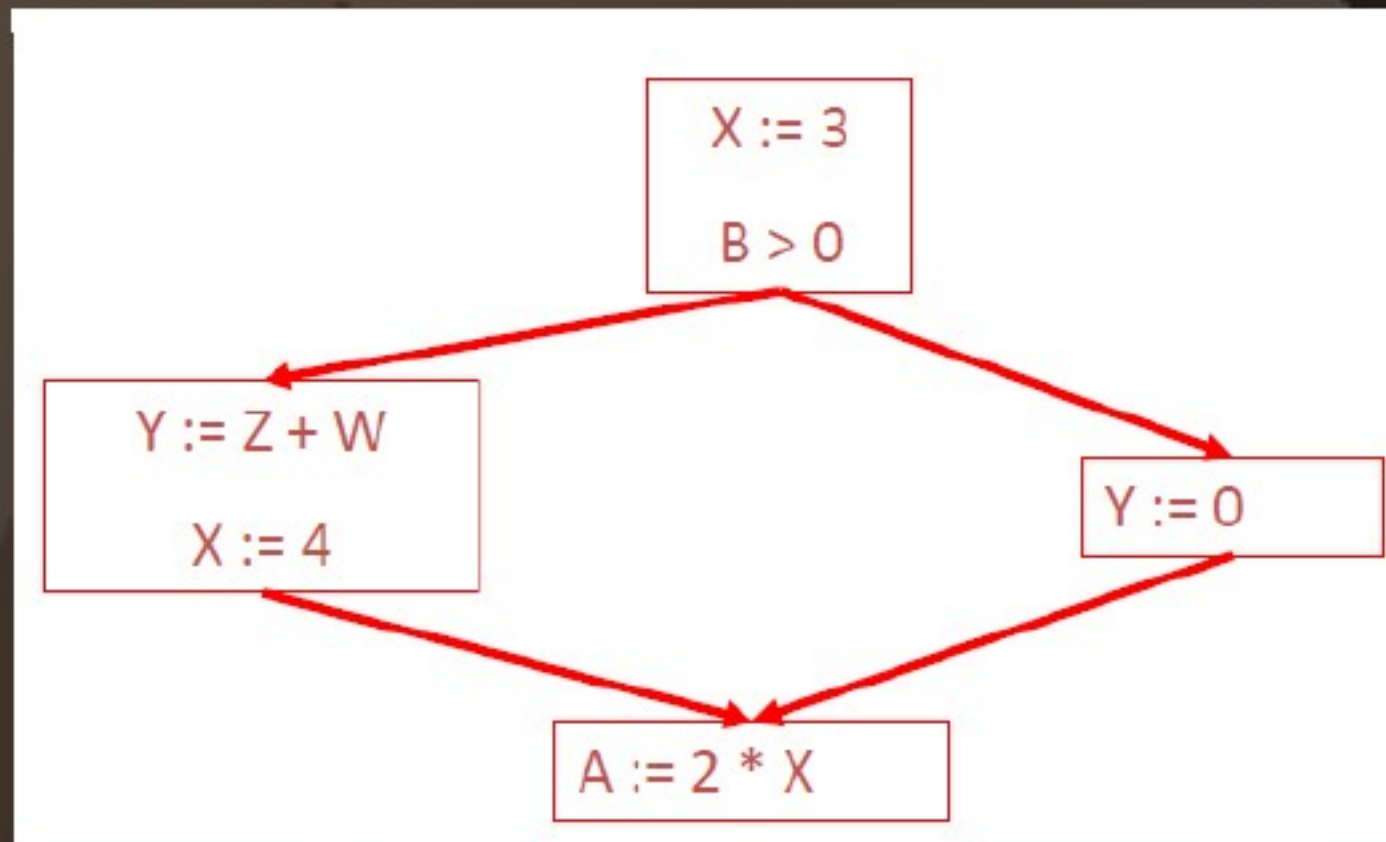 X := 3
B > 0
Y := Z + W
X := 4
Y := 0
A := 2 * X